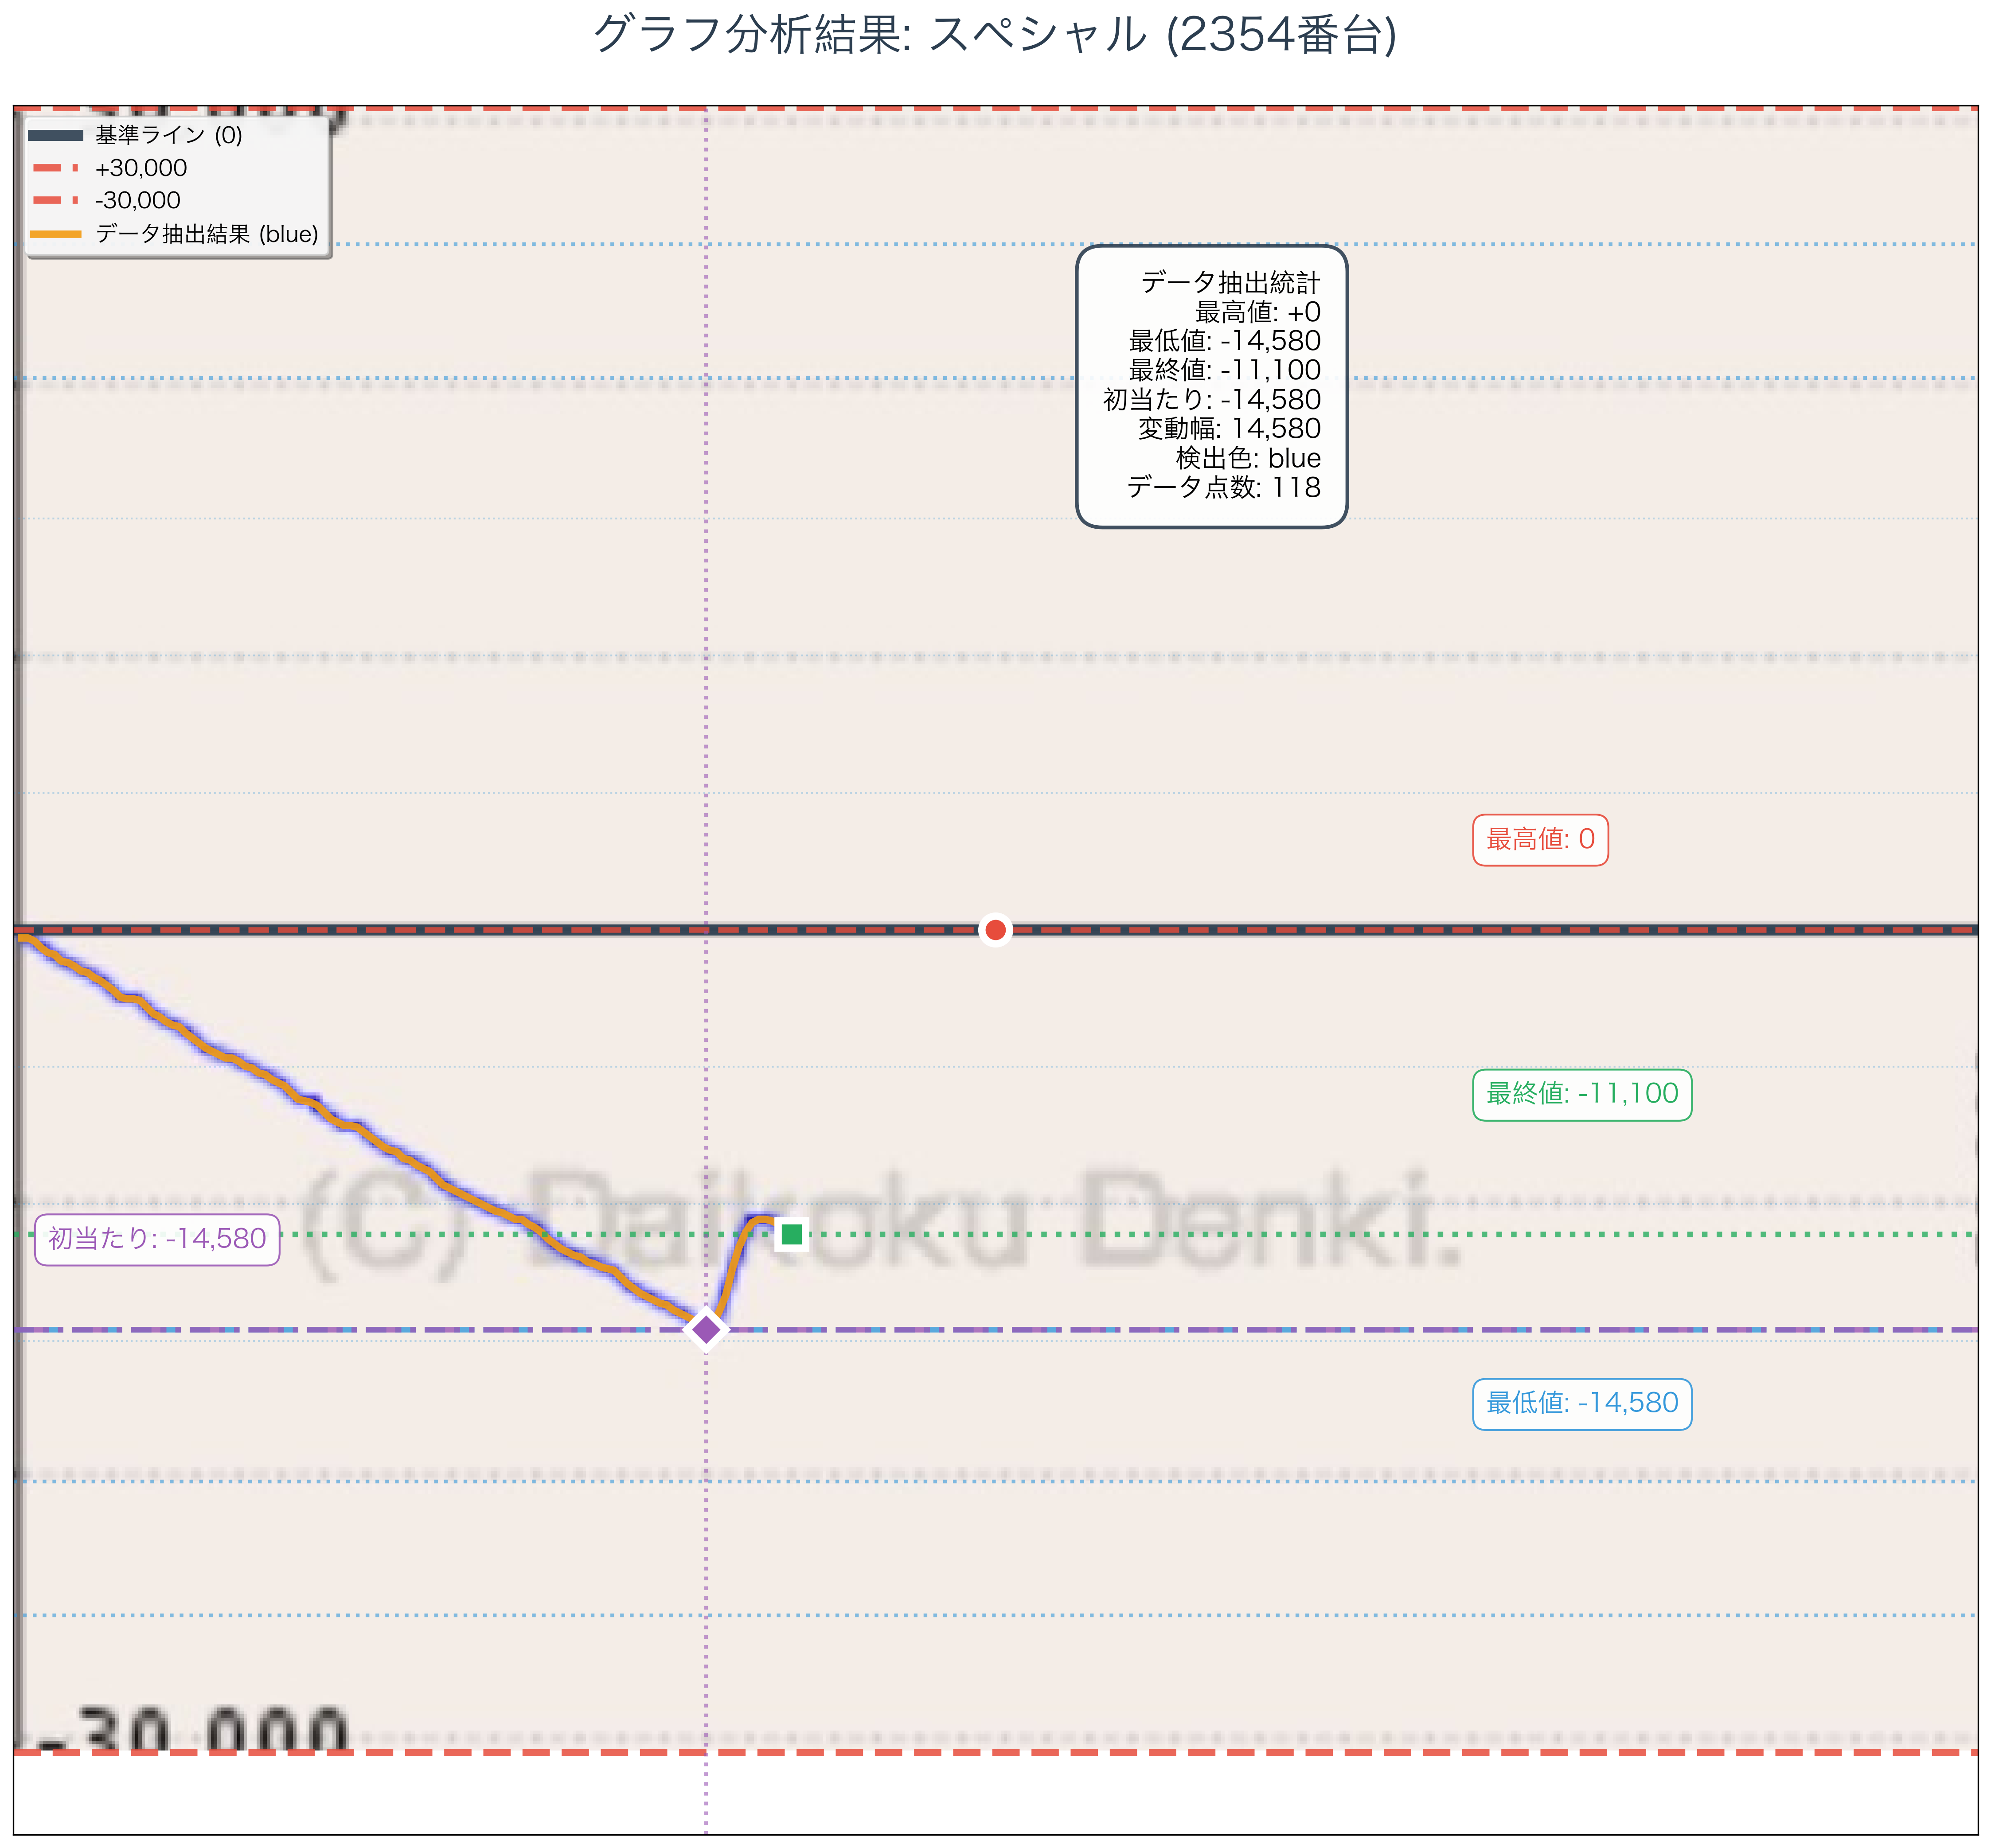 グラフ分析結果: スペシャル (2354番台)
基準ライン (0)
+30,000
-30,000
データ抽出結果 (blue)
データ抽出統計
最高値: +0
最低値: -14,580
最終値: -11,100
初当たり: -14,580
変動幅: 14,580
検出色: blue
データ点数: 118
最高値: 0
最終値: -11,100
(C) Daikoku Denki.
初当たり: -14,580
最低値: -14,580
-30,000